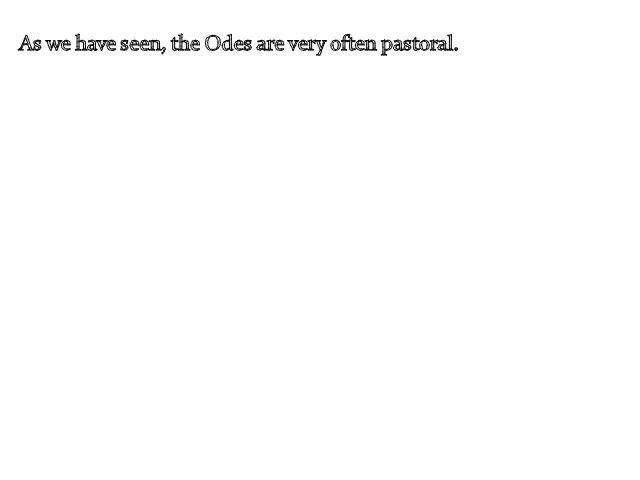 As we have seen, the Odes are very often pastoral.